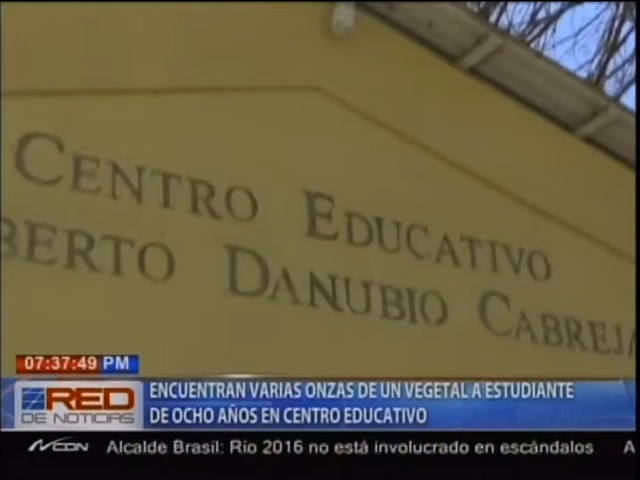 CENTRO EDUCATIVO
BERTO DANUBIO CABREJA
07:37:49 PM
RED
DE NOTICIAS
ENCUENTRAN VARIAS ONZAS DE UN VEGETAL A ESTUDIANTE
DE OCHO AÑOS EN CENTRO EDUCATIVO
CDN Alcalde Brasil: Rio 2016 no está involucrado en escándalos A